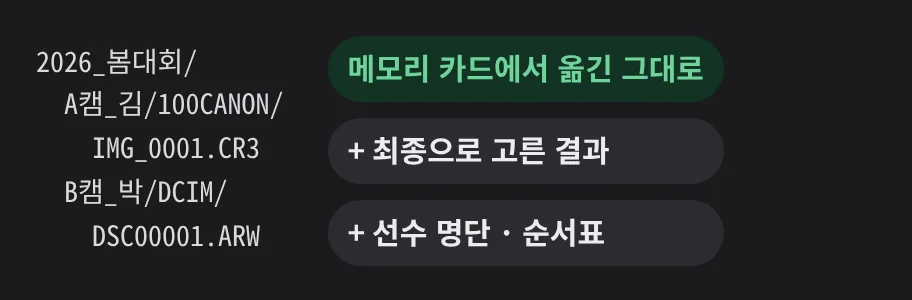 2026_봄대회/
A캠_김/100CANON/
IMG_0001.CR3
B캠_박/DCIM/
DSC00001.ARW
메모리 카드에서 옮긴 그대로
+ 최종으로 고른 결과
+ 선수 명단 · 순서표